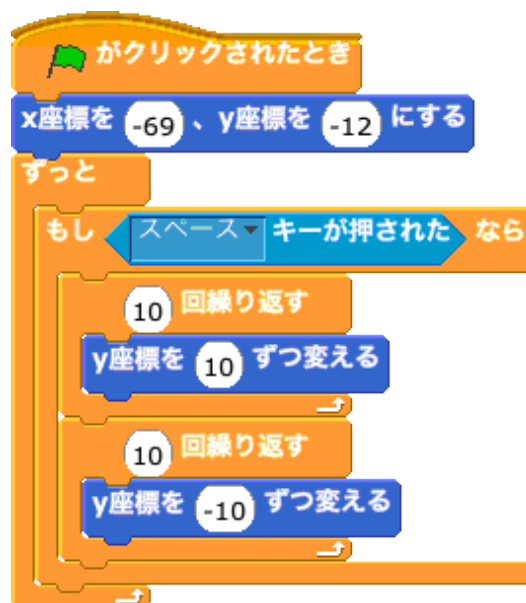 がクリックされたとき
x座標を -69 、y座標を -12 にする
ずっと
もし スペース キーが押された なら
10 回繰り返す
y座標を 10 ずつ変える
10 回繰り返す
y座標を -10 ずつ変える